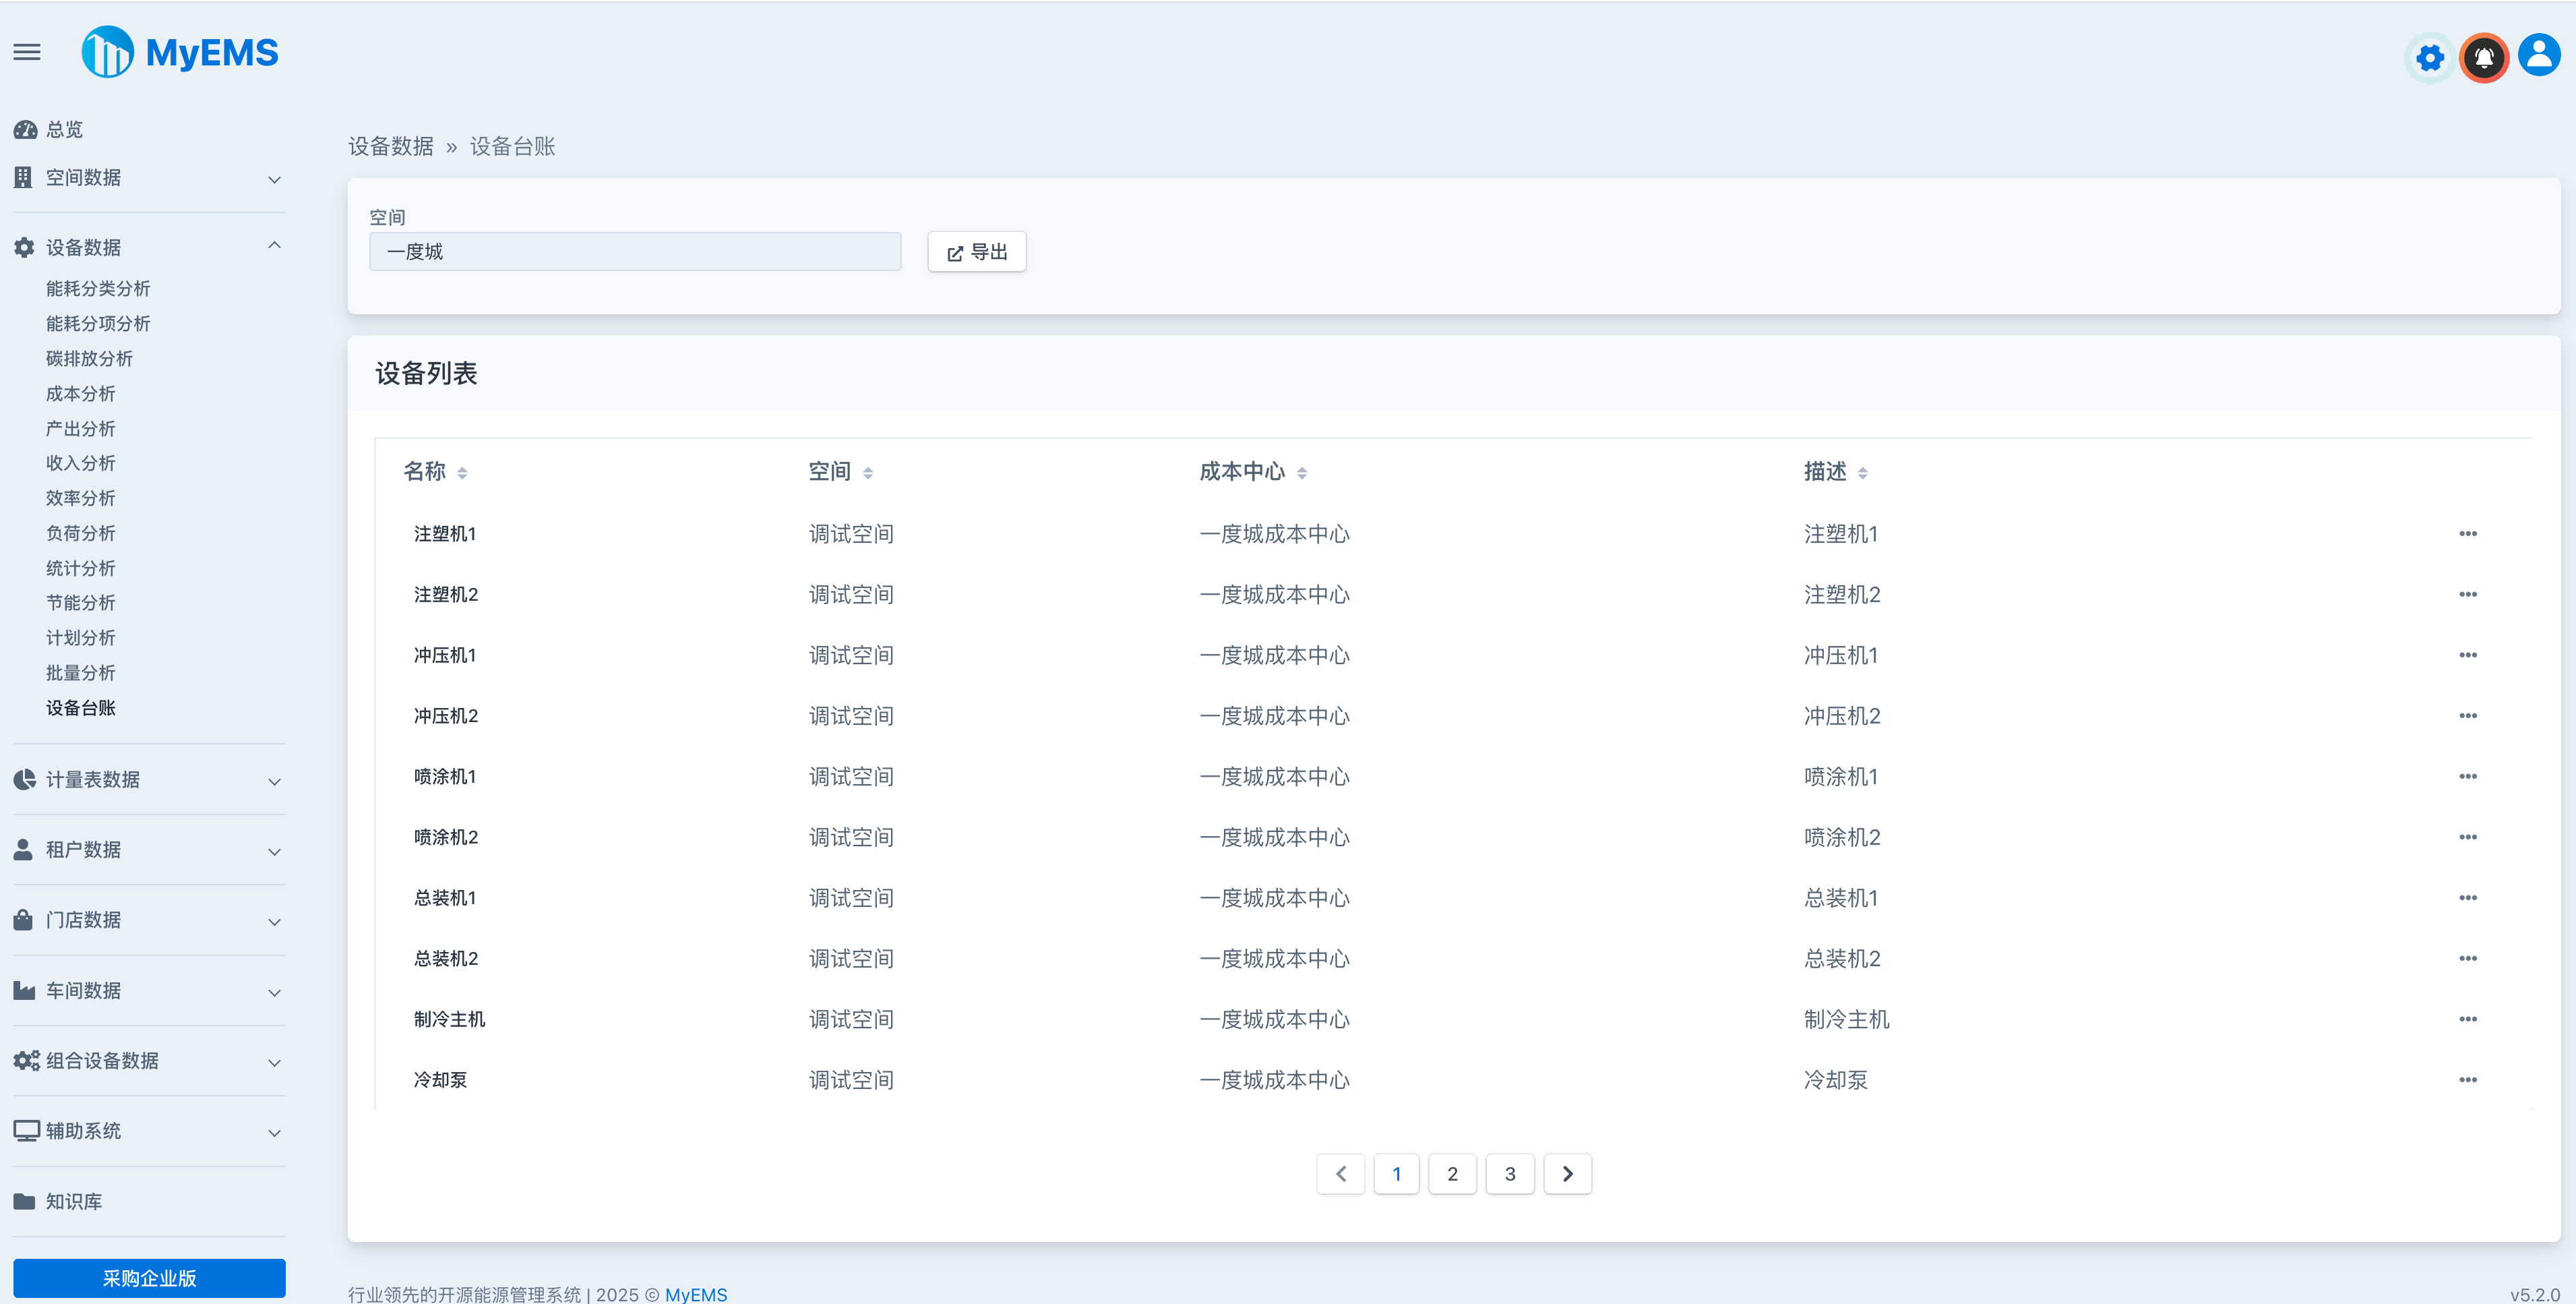 MyEMS
总览
空间数据
设备数据
能耗分类分析
能耗分项分析
碳排放分析
成本分析
产出分析
收入分析
效率分析
负荷分析
统计分析
节能分析
计划分析
批量分析
设备台账
计量表数据
租户数据
门店数据
车间数据
组合设备数据
辅助系统
知识库
采购企业版
设备数据 » 设备台账
空间
一度城 导出
设备列表
名称 空间 成本中心 描述
注塑机1 调试空间 一度城成本中心 注塑机1
注塑机2 调试空间 一度城成本中心 注塑机2
冲压机1 调试空间 一度城成本中心 冲压机1
冲压机2 调试空间 一度城成本中心 冲压机2
喷涂机1 调试空间 一度城成本中心 喷涂机1
喷涂机2 调试空间 一度城成本中心 喷涂机2
总装机1 调试空间 一度城成本中心 总装机1
总装机2 调试空间 一度城成本中心 总装机2
制冷主机 调试空间 一度城成本中心 制冷主机
冷却泵 调试空间 一度城成本中心 冷却泵
1 2 3
行业领先的开源能源管理系统 | 2025 © MyEMS v5.2.0